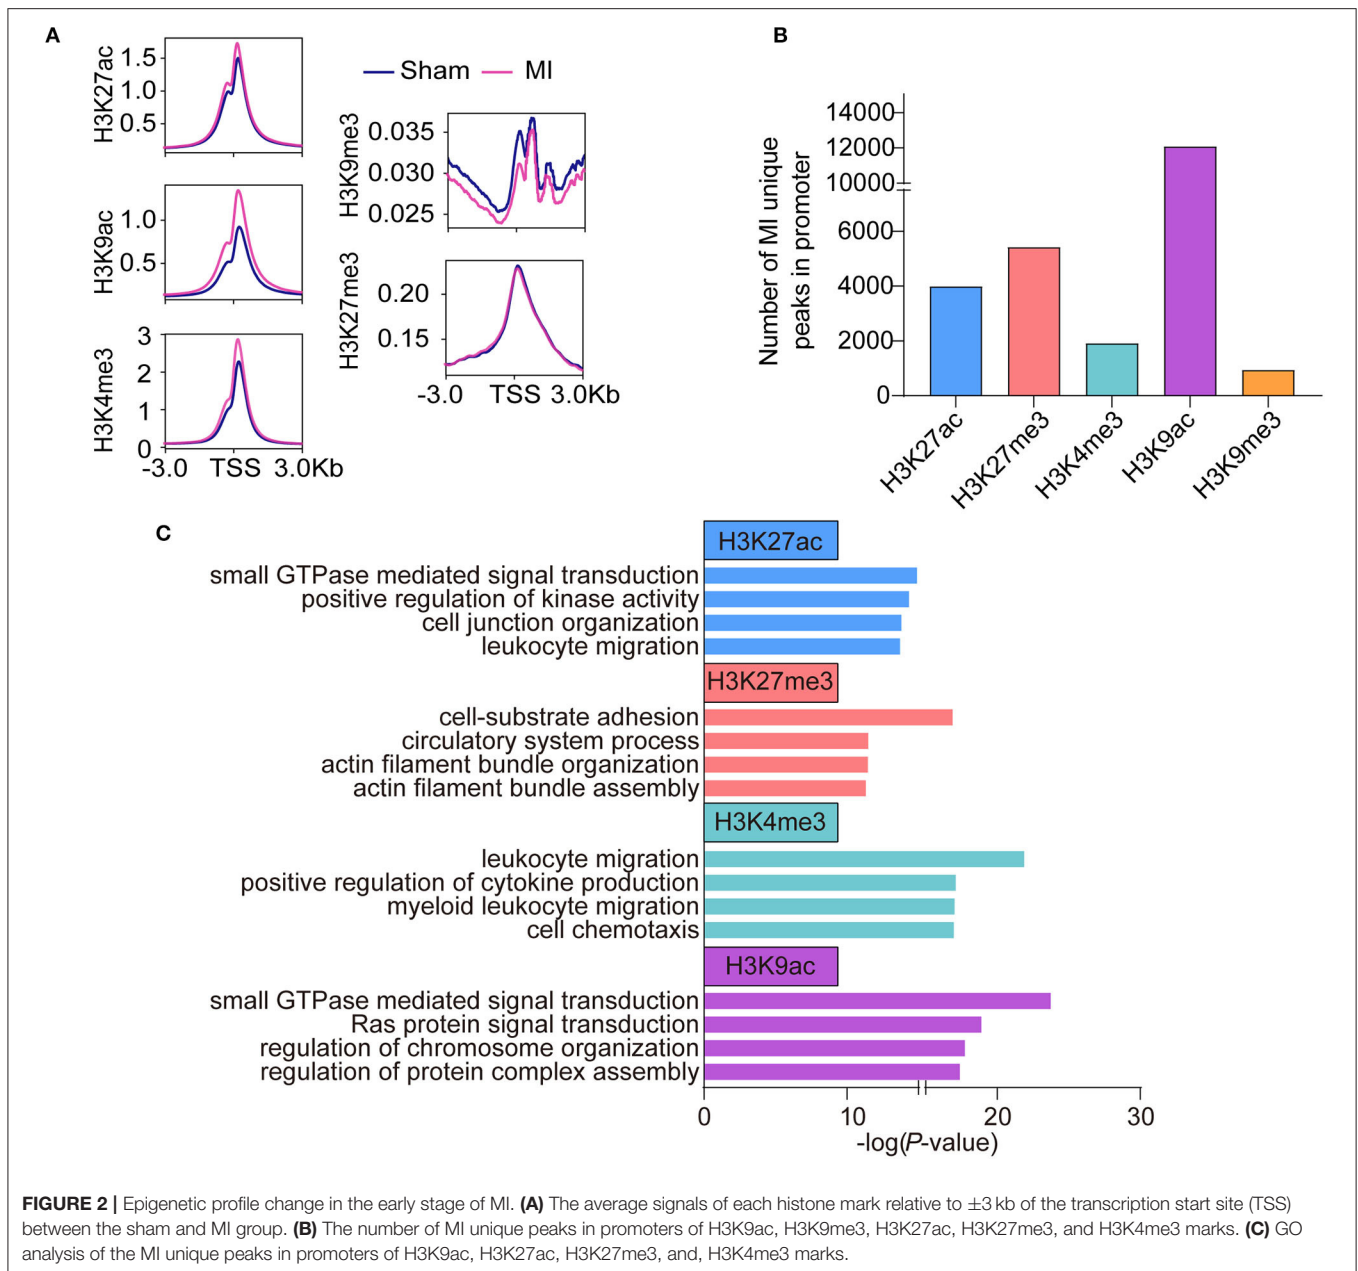 A
H3K27ac
1.5
1.0
0.5
H3K9ac
1.0
0.5
H3K4me3
3
2
1
0
-3.0 TSS 3.0Kb
Sham MI
H3K9me3
0.035
0.030
0.025
H3K27me3
0.20
0.15
-3.0 TSS 3.0Kb
B
Number of MI unique
peaks in promoter
14000
12000
10000
6000
4000
2000
0
H3K27ac
H3K27me3
H3K4me3
H3K9ac
H3K9me3
C
H3K27ac
small GTPase mediated signal transduction
positive regulation of kinase activity
cell junction organization
leukocyte migration
H3K27me3
cell-substrate adhesion
circulatory system process
actin filament bundle organization
actin filament bundle assembly
H3K4me3
leukocyte migration
positive regulation of cytokine production
myeloid leukocyte migration
cell chemotaxis
H3K9ac
small GTPase mediated signal transduction
Ras protein signal transduction
regulation of chromosome organization
regulation of protein complex assembly
0 10 20 30
-log(P-value)
FIGURE 2 | Epigenetic profile change in the early stage of MI. (A) The average signals of each histone mark relative to ±3 kb of the transcription start site (TSS)
between the sham and MI group. (B) The number of MI unique peaks in promoters of H3K9ac, H3K9me3, H3K27ac, H3K27me3, and H3K4me3 marks. (C) GO
analysis of the MI unique peaks in promoters of H3K9ac, H3K27ac, H3K27me3, and, H3K4me3 marks.